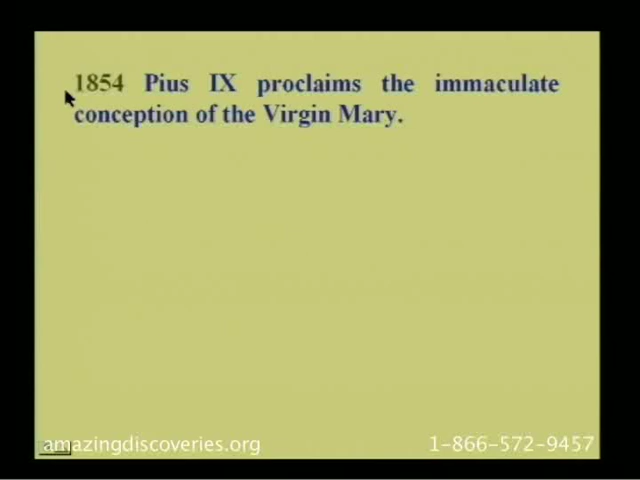 1854 Pius IX proclaims the immaculate
conception of the Virgin Mary.
amazingdiscoveries.org 1-866-572-9457